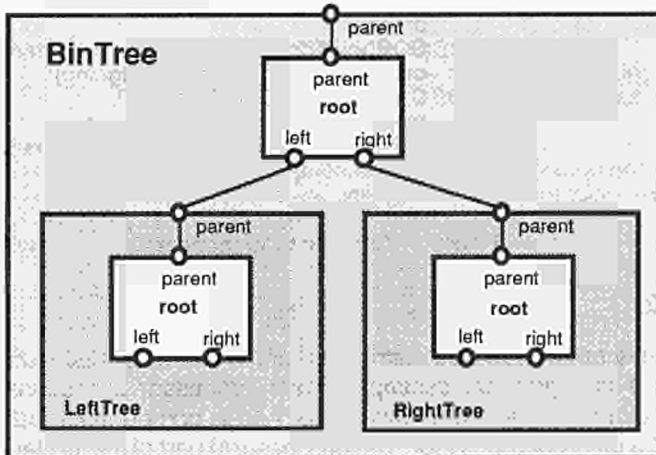 parent
BinTree
parent
root
left right
parent
parent
parent
root
left right
parent
root
left right
LeftTree
RightTree